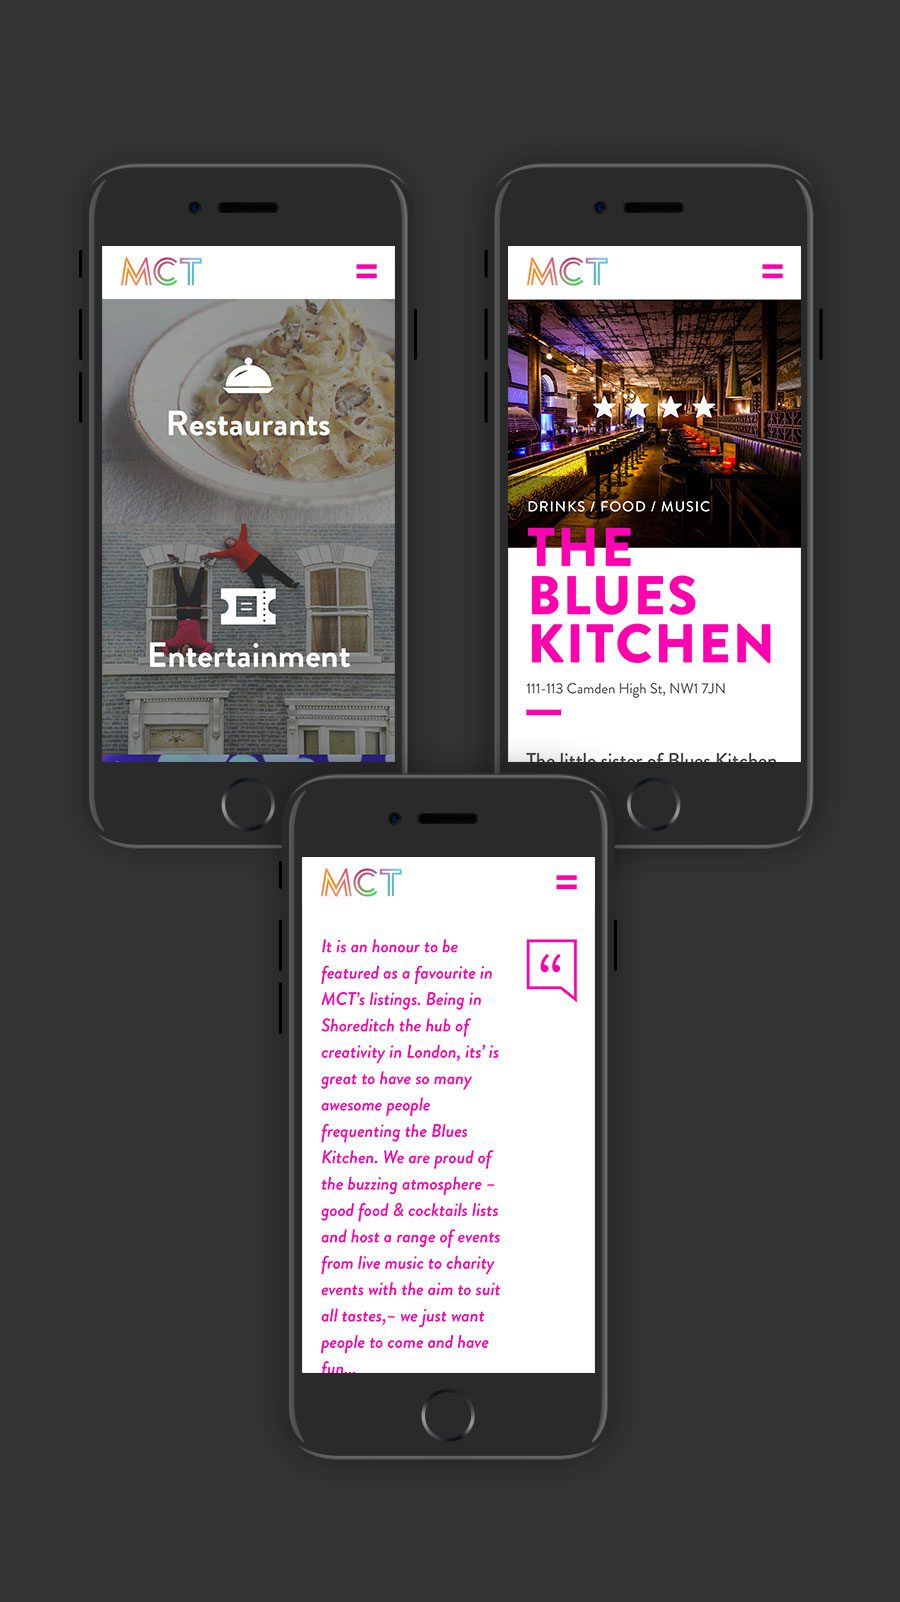 MCT
Restaurants
Entertainment
MCT
DRINKS / FOOD / MUSIC
THE
BLUES
KITCHEN
111-113 Camden High St, NW1 7JN
The little sister of Blues Kitchen
MCT
“
It is an honour to be
featured as a favourite in
MCT’s listings. Being in
Shoreditch the hub of
creativity in London, its’ is
great to have so many
awesome people
frequenting the Blues
Kitchen. We are proud of
the buzzing atmosphere –
good food & cocktails lists
and host a range of events
from live music to charity
events with the aim to suit
all tastes,– we just want
people to come and have
fun...